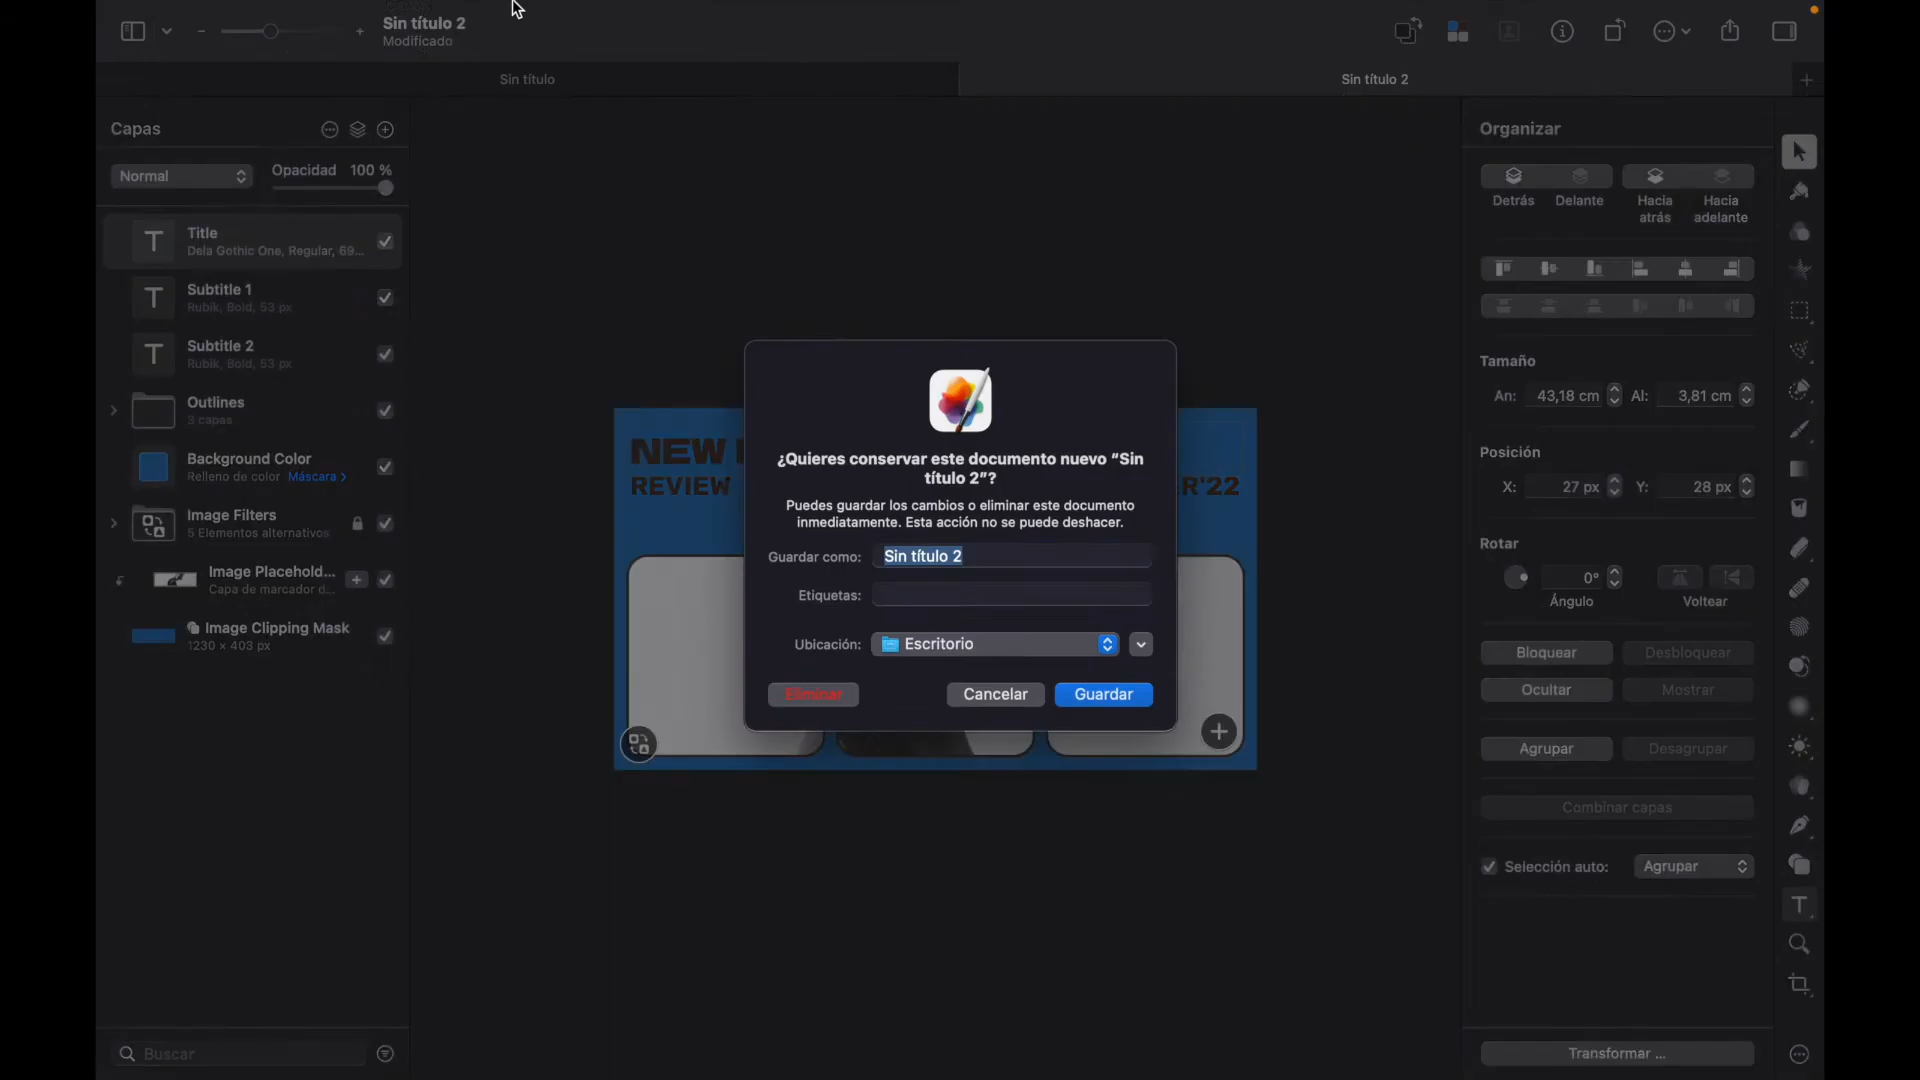 Sin título 2
Modificado
Sin título
Sin título 2
Capas
Normal
Opacidad 100 %
Title
Dela Gothic One, Regular, 69...
Subtitle 1
Rubik, Bold, 53 px
Subtitle 2
Rubik, Bold, 53 px
Outlines
3 capas
Background Color
Relleno de color Máscara >
Image Filters
5 Elementos alternativos
Image Placehold...
Capa de marcador d...
Image Clipping Mask
1230 × 403 px
Buscar
NEW
REVIEW
R'22
¿Quieres conservar este documento nuevo “Sin
título 2”?
Puedes guardar los cambios o eliminar este documento
inmediatamente. Esta acción no se puede deshacer.
Guardar como: Sin título 2
Etiquetas:
Ubicación: Escritorio
Eliminar Cancelar Guardar
Organizar
Detrás Delante Hacia atrás Hacia adelante
Tamaño
An: 43,18 cm Al: 3,81 cm
Posición
X: 27 px Y: 28 px
Rotar
0°
Ángulo Voltear
Bloquear Desbloquear
Ocultar Mostrar
Agrupar Desagrupar
Combinar capas
Selección auto: Agrupar
Transformar ...